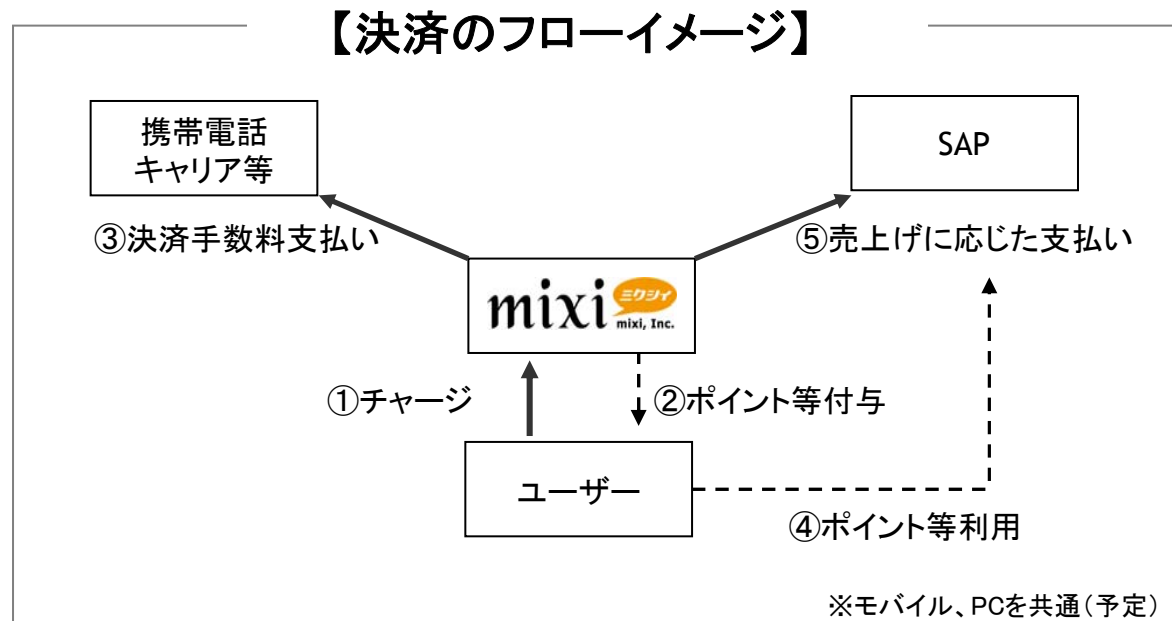 【決済のフローイメージ】
携帯電話
キャリア等
SAP
③決済手数料支払い
⑤売上げに応じた支払い
mixi ミクシィ
mixi, Inc.
①チャージ
②ポイント等付与
ユーザー
④ポイント等利用
※モバイル、PCを共通(予定)